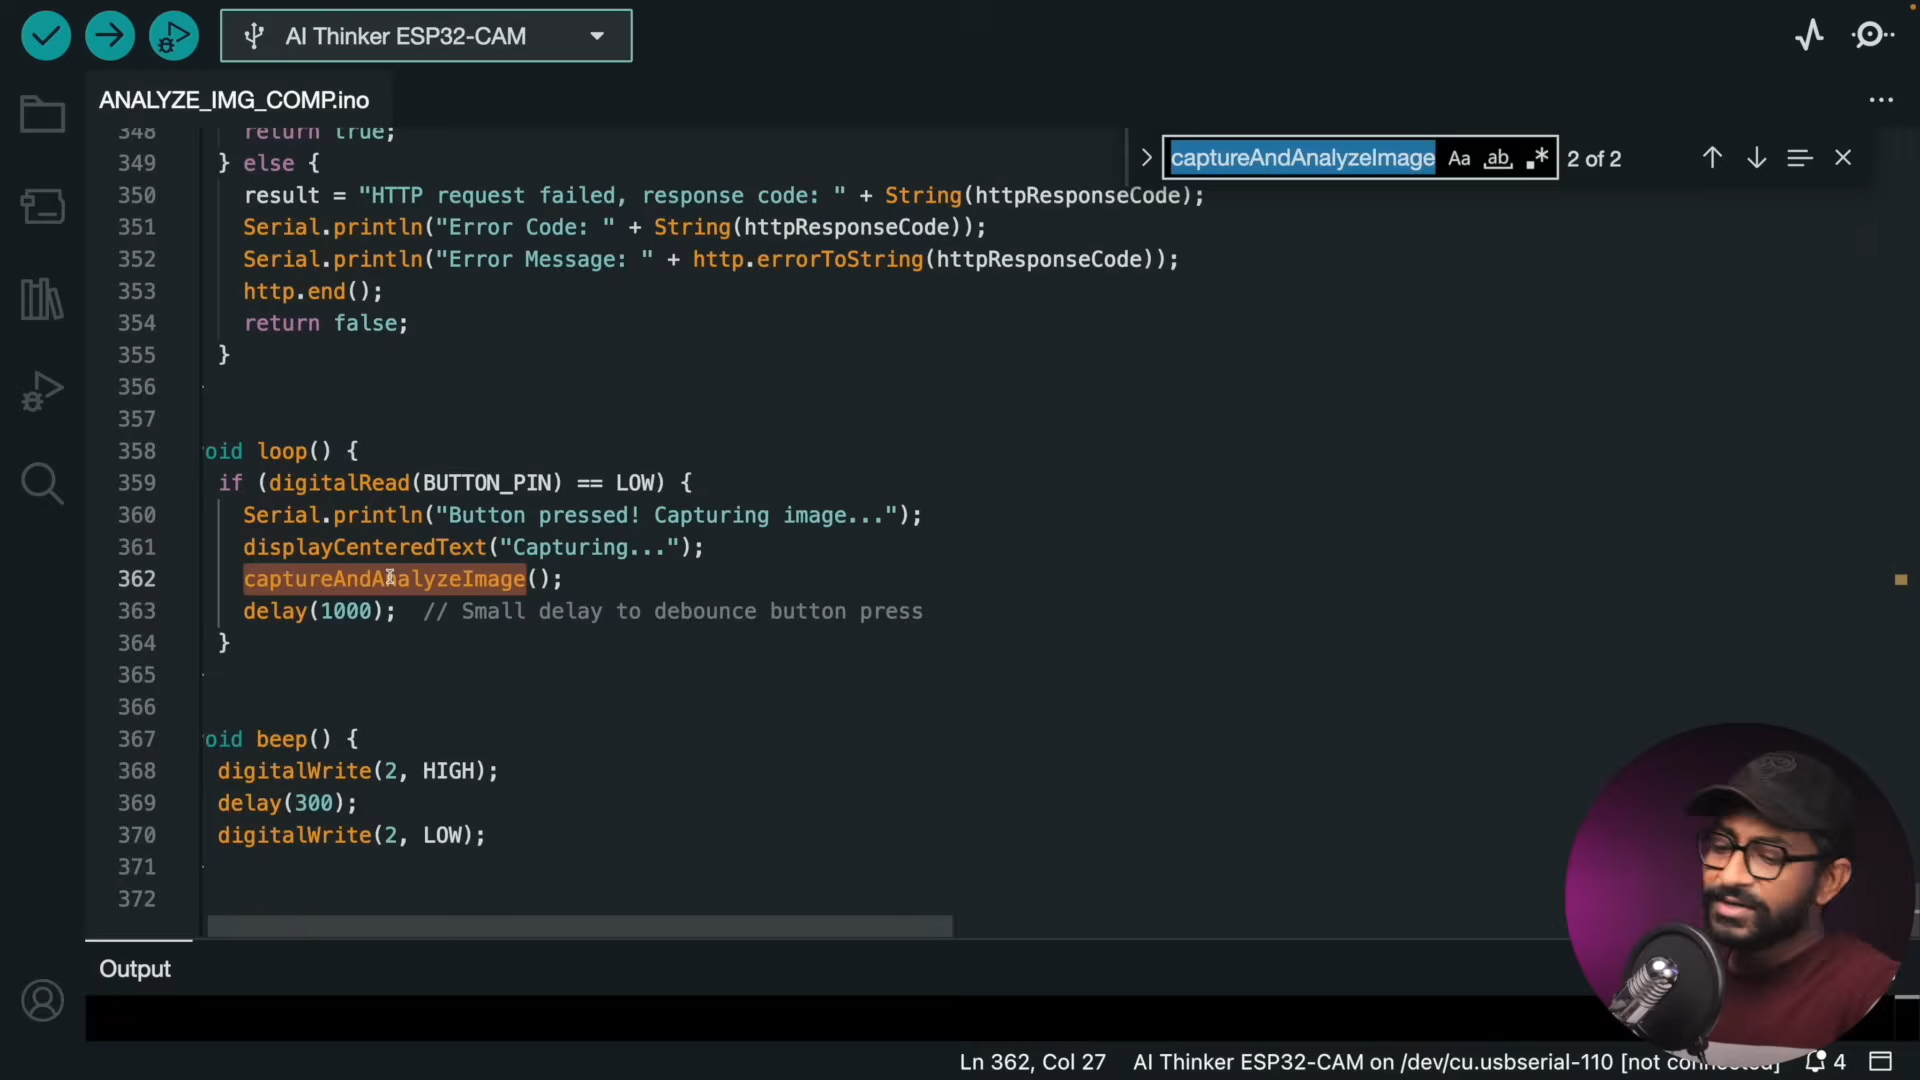 AI Thinker ESP32-CAM
ANALYZE_IMG_COMP.ino
captureAndAnalyzeImage Aa ab 2 of 2
348 return true;
349 } else {
350 result = "HTTP request failed, response code: " + String(httpResponseCode);
351 Serial.println("Error Code: " + String(httpResponseCode));
352 Serial.println("Error Message: " + http.errorToString(httpResponseCode));
353 http.end();
354 return false;
355 }
356
357
358 oid loop() {
359 if (digitalRead(BUTTON_PIN) == LOW) {
360 Serial.println("Button pressed! Capturing image...");
361 displayCenteredText("Capturing...");
362 captureAndAnalyzeImage();
363 delay(1000); // Small delay to debounce button press
364 }
365
366
367 oid beep() {
368 digitalWrite(2, HIGH);
369 delay(300);
370 digitalWrite(2, LOW);
371
372
Output
Ln 362, Col 27 AI Thinker ESP32-CAM on /dev/cu.usbserial-110 [not connected] 4